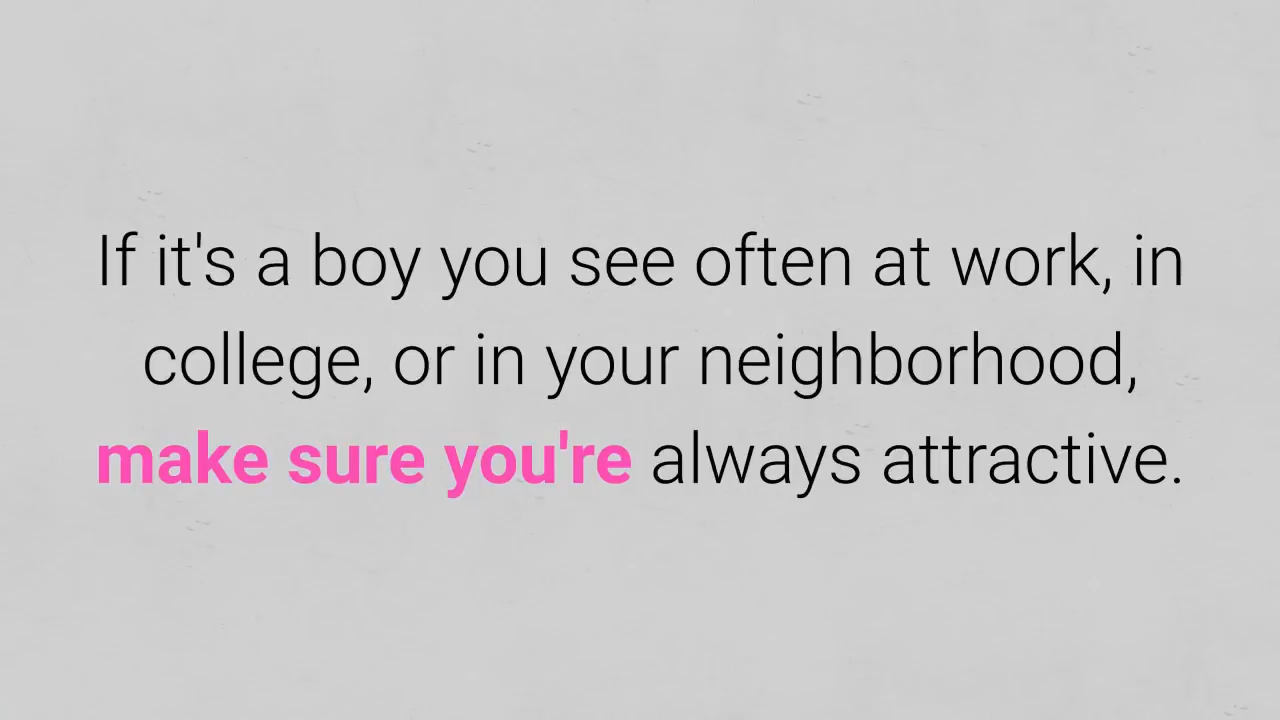 If it's a boy you see often at work, in
college, or in your neighborhood,
make sure you're always attractive.